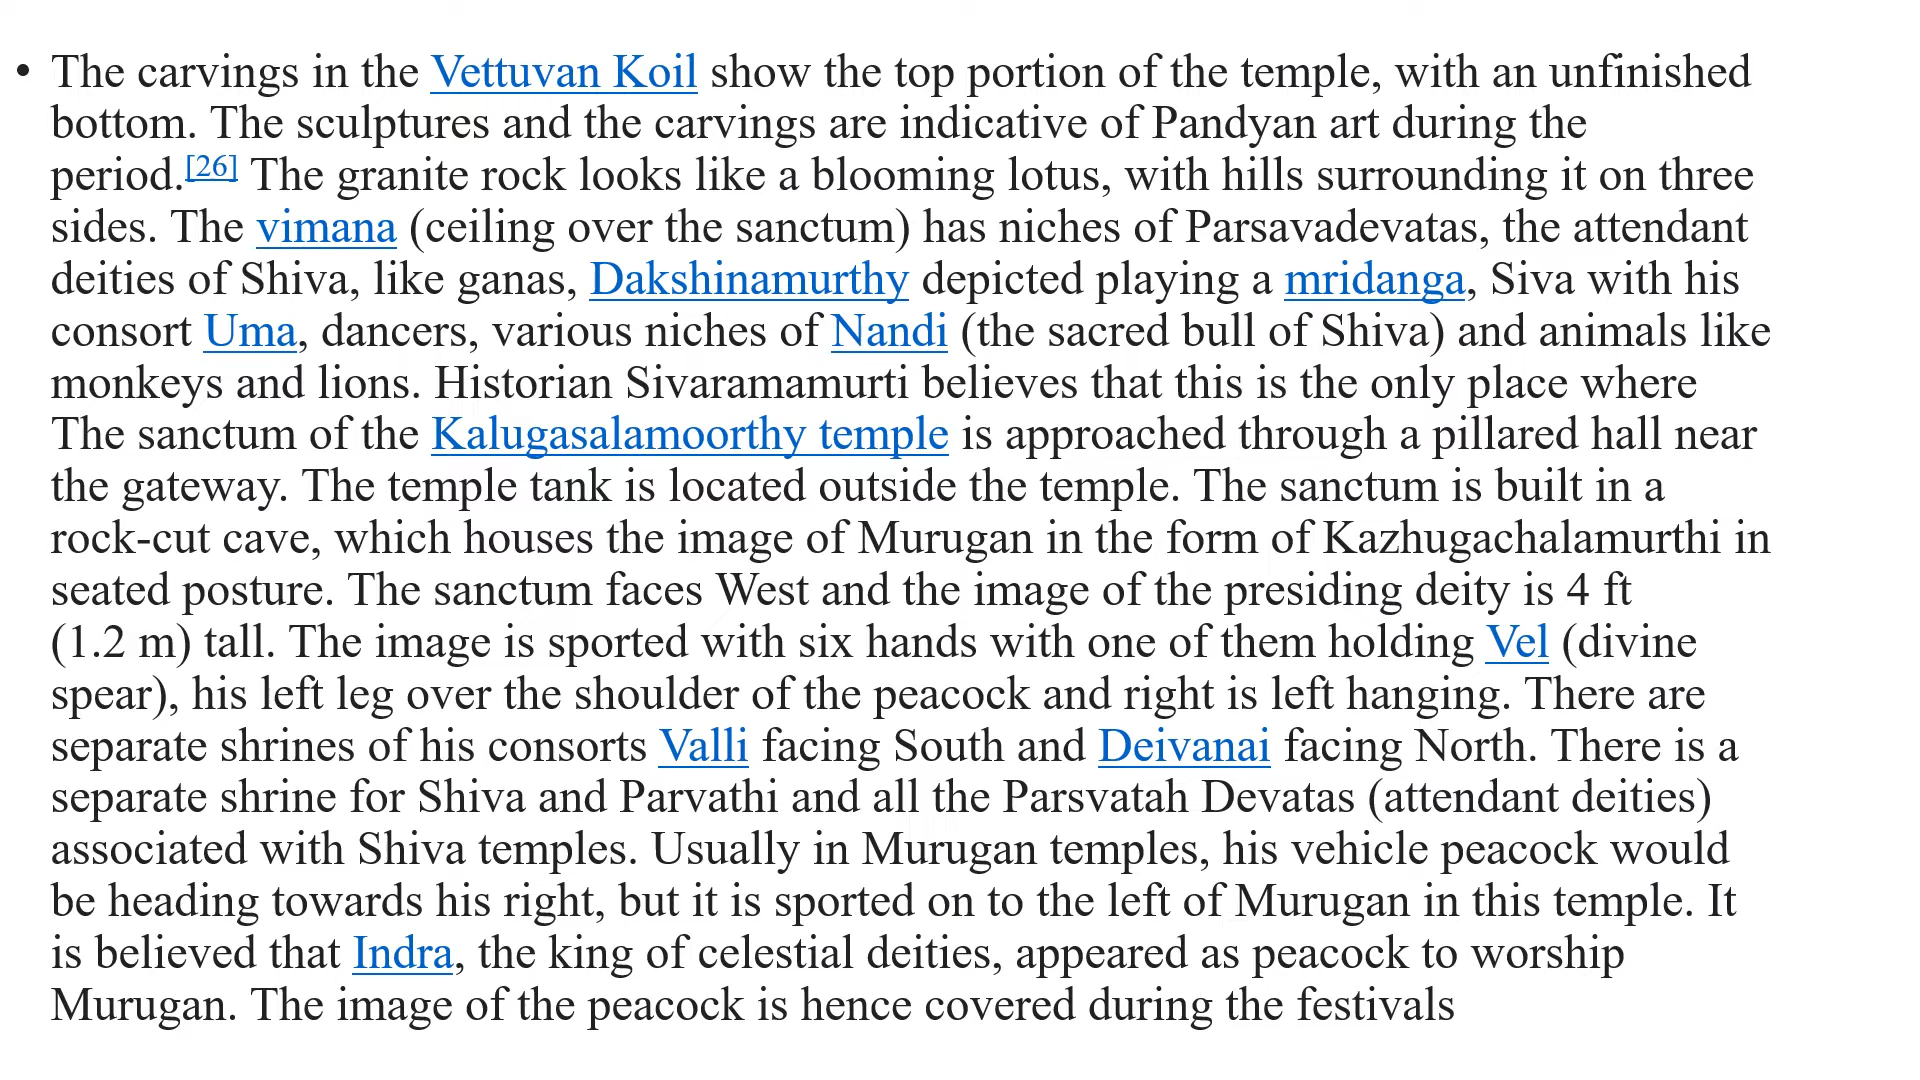 • The carvings in the Vettuvan Koil show the top portion of the temple, with an unfinished
bottom. The sculptures and the carvings are indicative of Pandyan art during the
period.[26] The granite rock looks like a blooming lotus, with hills surrounding it on three
sides. The vimana (ceiling over the sanctum) has niches of Parsavadevatas, the attendant
deities of Shiva, like ganas, Dakshinamurthy depicted playing a mridanga, Siva with his
consort Uma, dancers, various niches of Nandi (the sacred bull of Shiva) and animals like
monkeys and lions. Historian Sivaramamurti believes that this is the only place where
The sanctum of the Kalugasalamoorthy temple is approached through a pillared hall near
the gateway. The temple tank is located outside the temple. The sanctum is built in a
rock-cut cave, which houses the image of Murugan in the form of Kazhugachalamurthi in
seated posture. The sanctum faces West and the image of the presiding deity is 4 ft
(1.2 m) tall. The image is sported with six hands with one of them holding Vel (divine
spear), his left leg over the shoulder of the peacock and right is left hanging. There are
separate shrines of his consorts Valli facing South and Deivanai facing North. There is a
separate shrine for Shiva and Parvathi and all the Parsvatah Devatas (attendant deities)
associated with Shiva temples. Usually in Murugan temples, his vehicle peacock would
be heading towards his right, but it is sported on to the left of Murugan in this temple. It
is believed that Indra, the king of celestial deities, appeared as peacock to worship
Murugan. The image of the peacock is hence covered during the festivals